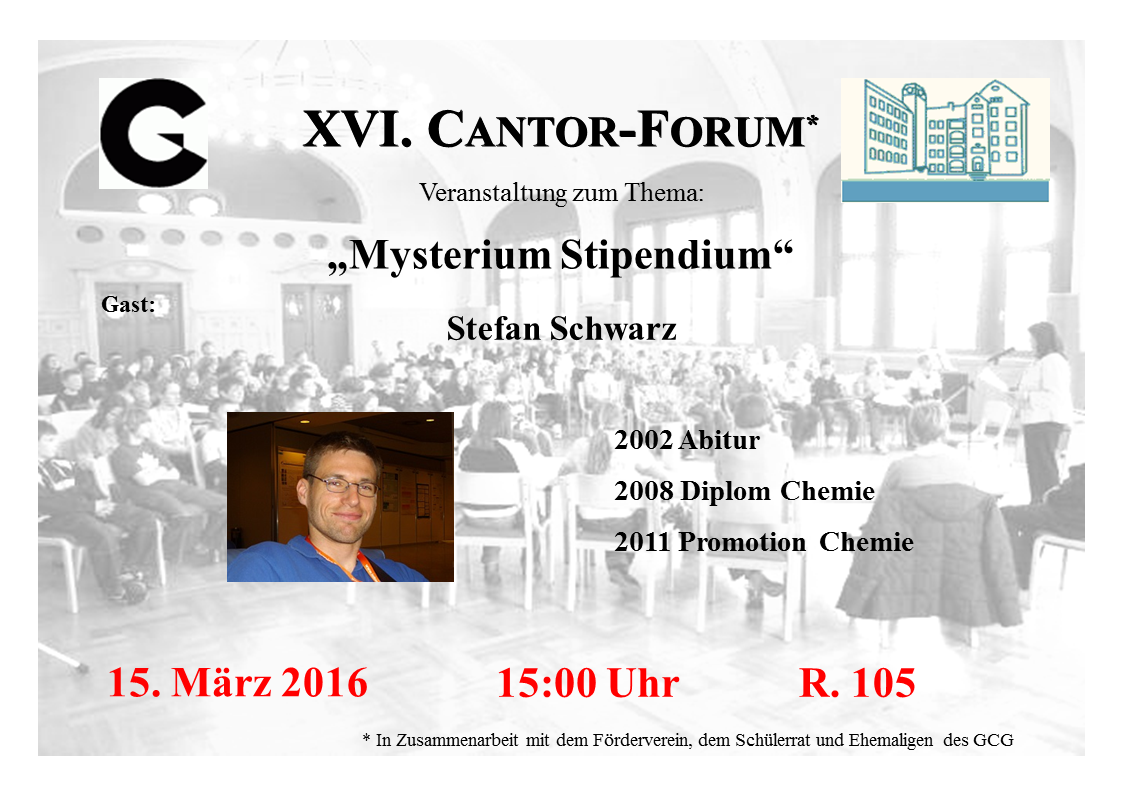 XVI. CANTOR-FORUM*
Veranstaltung zum Thema:
„Mysterium Stipendium“
Gast:
Stefan Schwarz
2002 Abitur
2008 Diplom Chemie
2011 Promotion Chemie
15. März 2016 15:00 Uhr R. 105
* In Zusammenarbeit mit dem Förderverein, dem Schülerrat und Ehemaligen des GCG